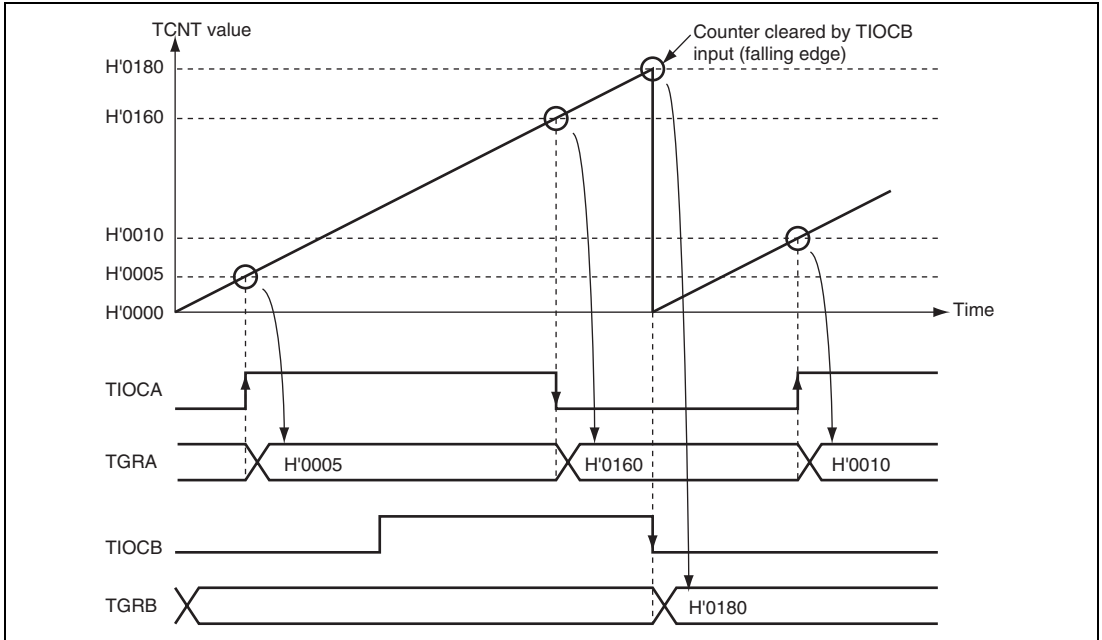 TCNT value
Counter cleared by TIOCB
input (falling edge)
H'0180
H'0160
H'0010
H'0005
H'0000
Time
TIOCA
TGRA
H'0005
H'0160
H'0010
TIOCB
TGRB
H'0180